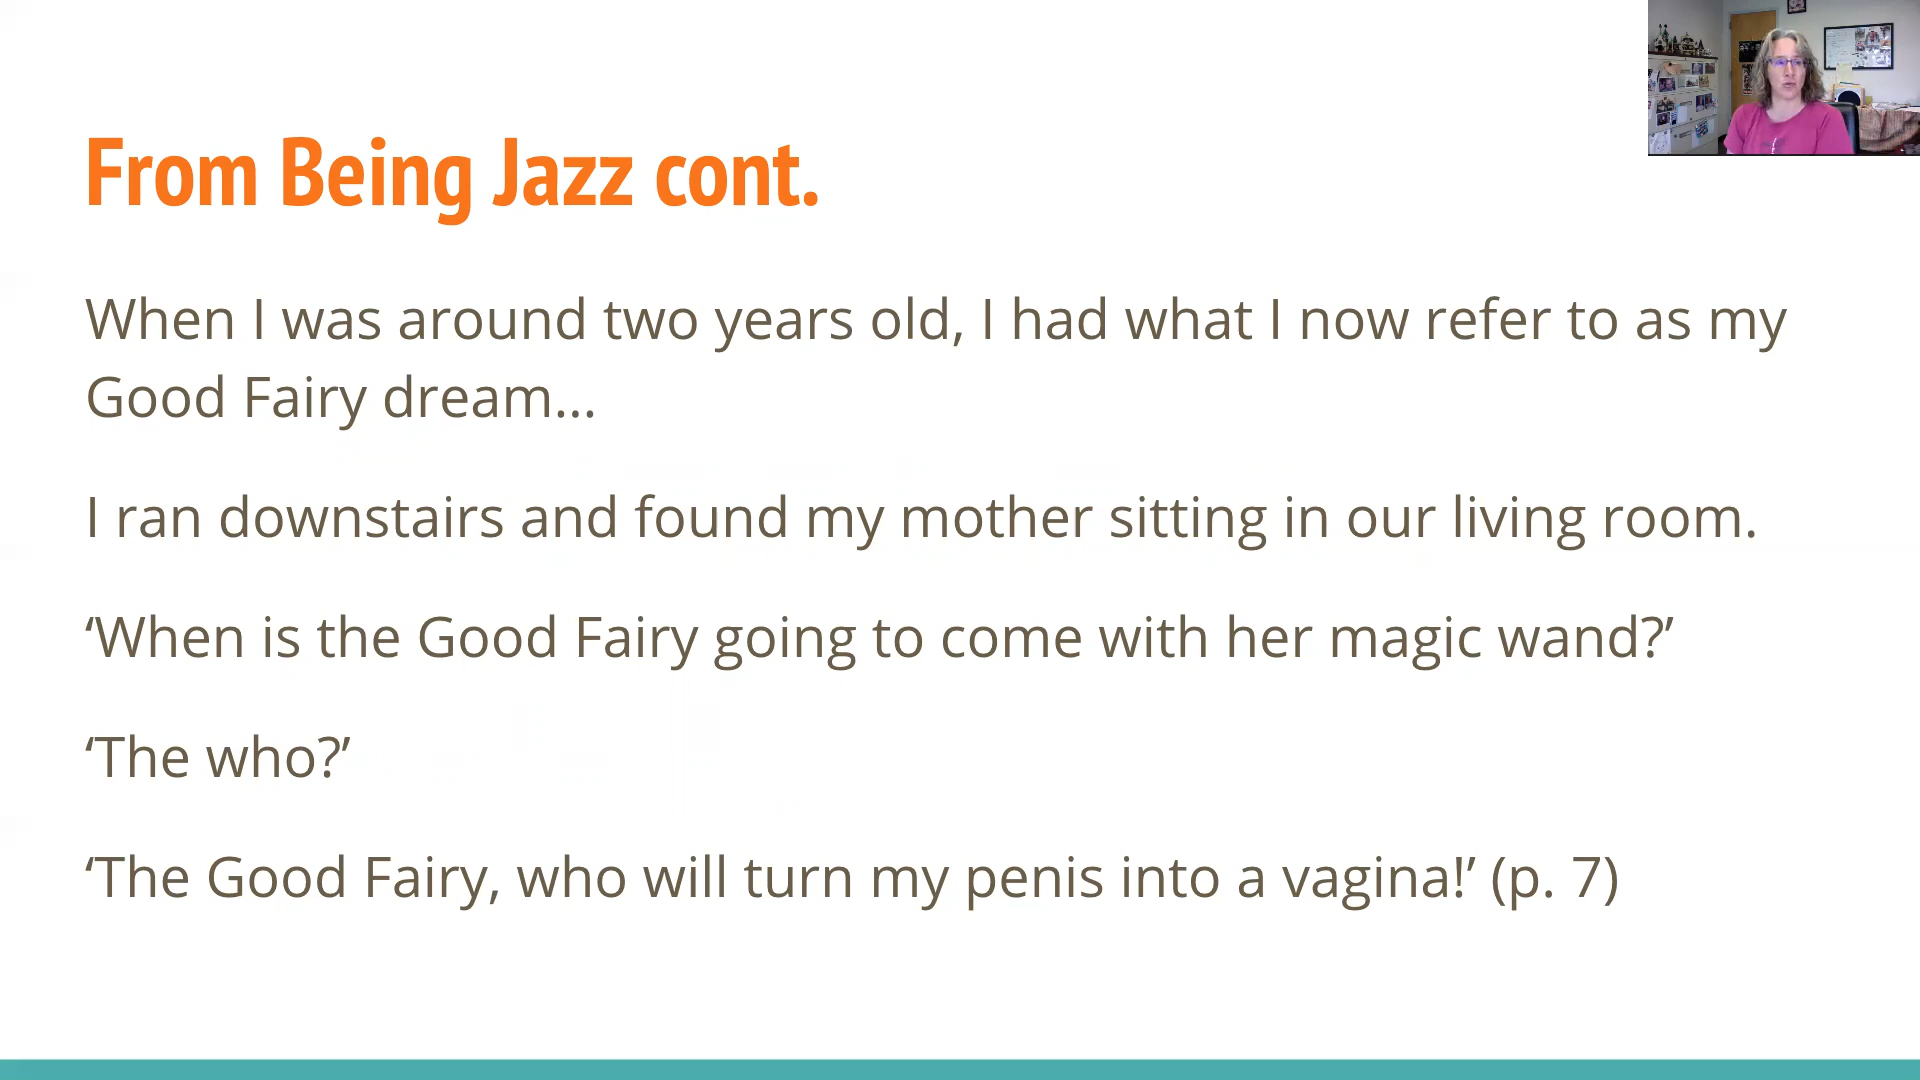 From Being Jazz cont.
When I was around two years old, I had what I now refer to as my
Good Fairy dream…
I ran downstairs and found my mother sitting in our living room.
‘When is the Good Fairy going to come with her magic wand?’
‘The who?’
‘The Good Fairy, who will turn my penis into a vagina!’ (p. 7)